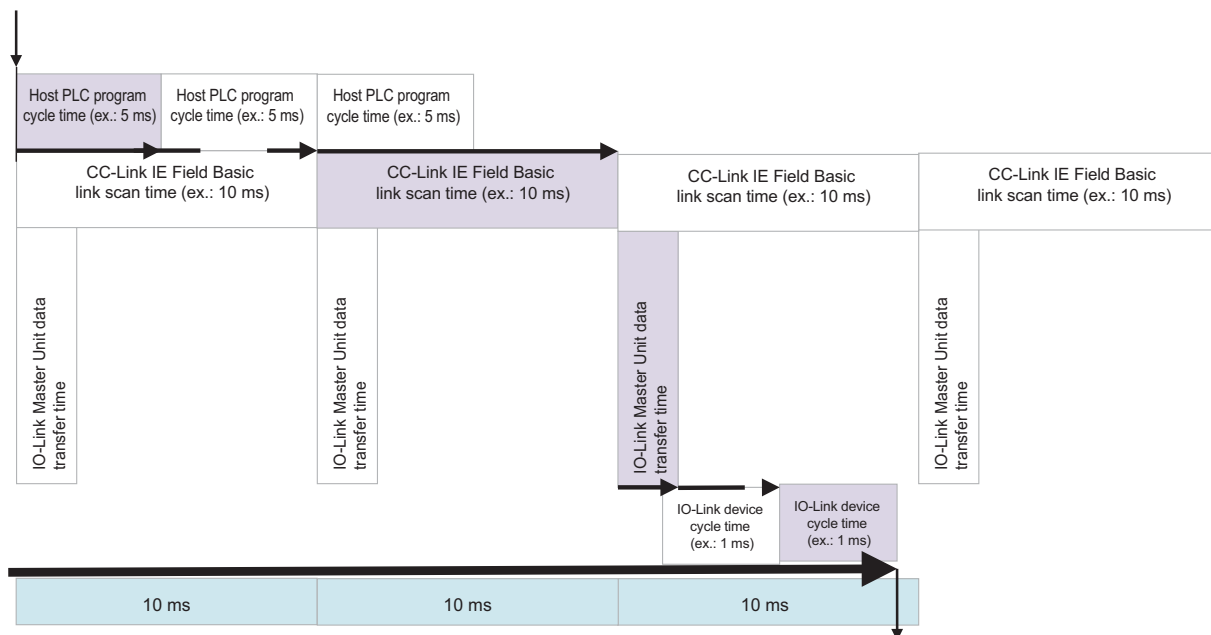 Host PLC program
cycle time (ex.: 5 ms)
Host PLC program
cycle time (ex.: 5 ms)
Host PLC program
cycle time (ex.: 5 ms)
CC-Link IE Field Basic
link scan time (ex.: 10 ms)
CC-Link IE Field Basic
link scan time (ex.: 10 ms)
CC-Link IE Field Basic
link scan time (ex.: 10 ms)
CC-Link IE Field Basic
link scan time (ex.: 10 ms)
IO-Link Master Unit data
transfer time
IO-Link Master Unit data
transfer time
IO-Link Master Unit data
transfer time
IO-Link Master Unit data
transfer time
IO-Link device
cycle time
(ex.: 1 ms)
IO-Link device
cycle time
(ex.: 1 ms)
10 ms
10 ms
10 ms